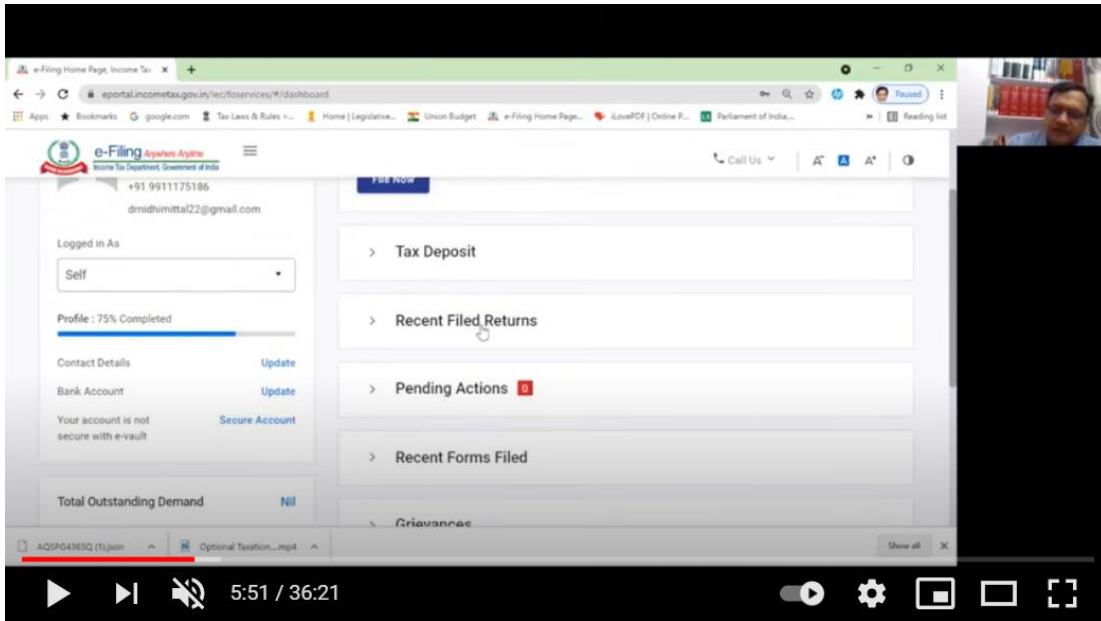 e-Filing Home Page, Income Tax
eportal.incometax.gov.in/iec/foservices/#/dashboard
Paused
Apps Bookmarks google.com Tax Laws & Rules >... Home | Legislative... Union Budget e-Filing Home Page... iLovePDF | Online P... Parliament of India,... » Reading list
e-Filing Anywhere Anytime
Income Tax Department, Government of India
Call Us A- A A+
+91 9911175186
drnidhimittal22@gmail.com
File Now
Logged in As
Self
Tax Deposit
Profile : 75% Completed
Recent Filed Returns
Contact Details Update
Bank Account Update
Pending Actions 0
Your account is not Secure Account
secure with e-vault
Recent Forms Filed
Total Outstanding Demand Nil
Grievances
AQSPG4365Q (1).json Optional Taxation....mp4 Show all
5:51 / 36:21